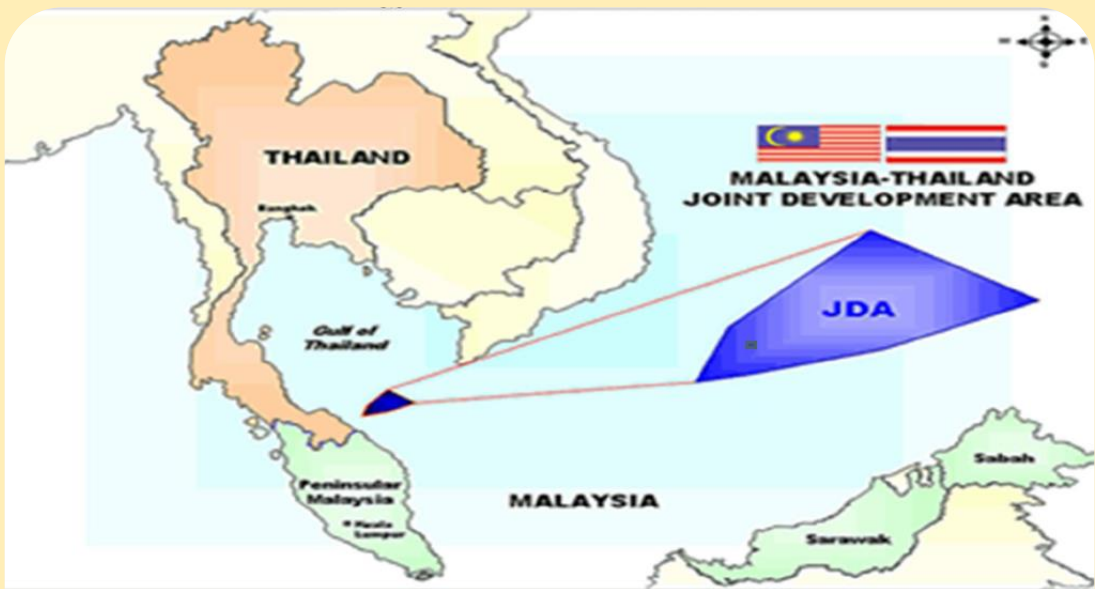 THAILAND
Bangkok
MALAYSIA-THAILAND
JOINT DEVELOPMENT AREA
JDA
Gulf of
Thailand
Peninsular
Malaysia
Kuala
Lumpur
MALAYSIA
Sabah
Sarawak